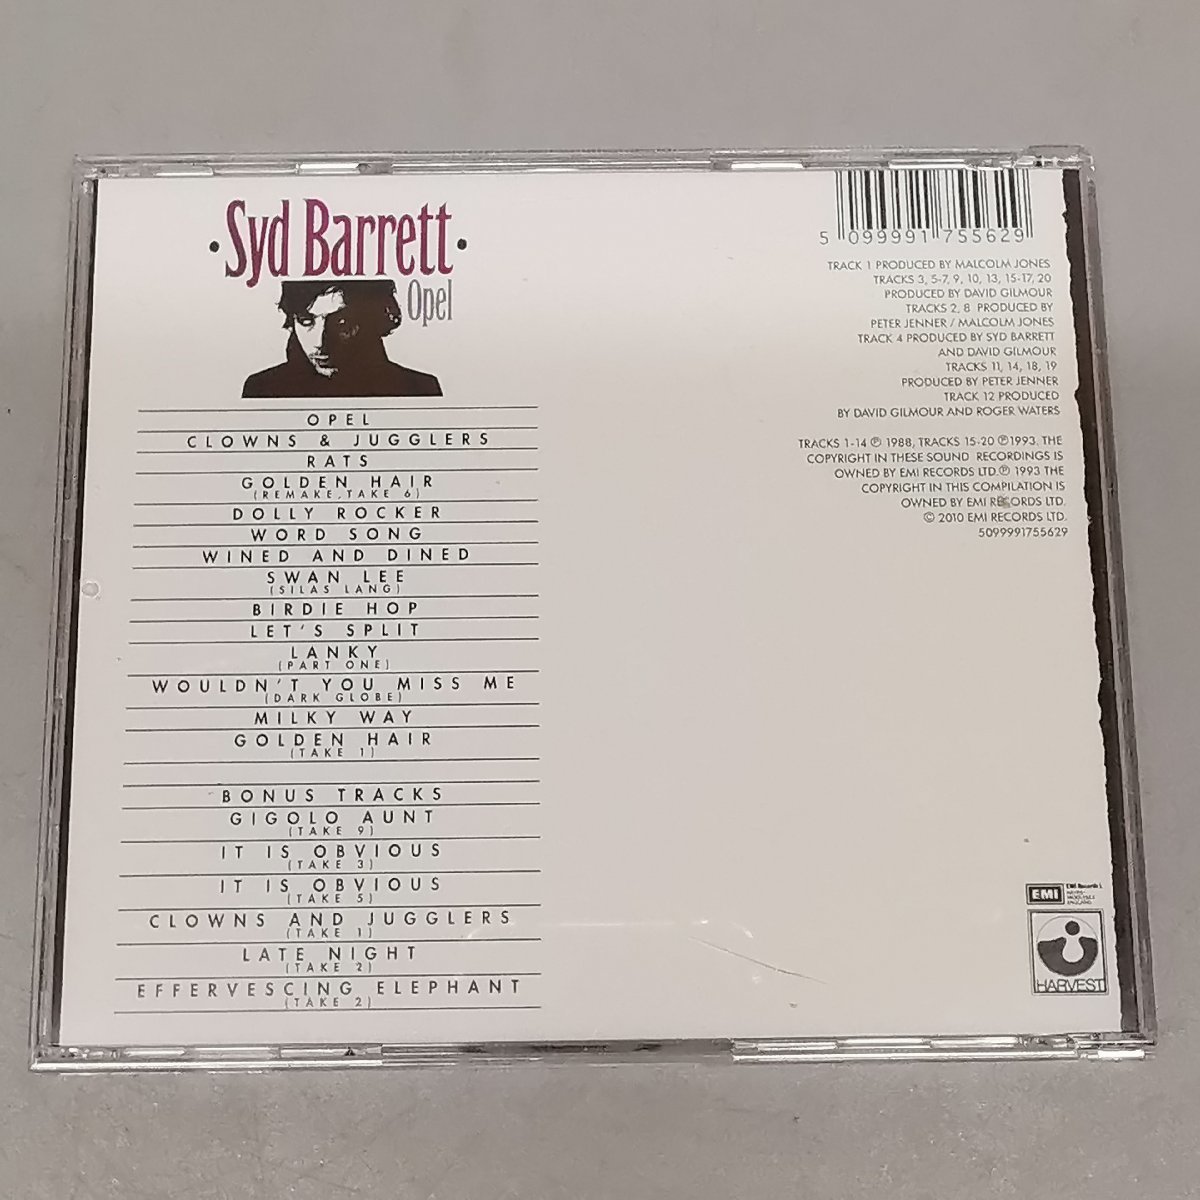 Syd Barrett
Opel
OPEL
CLOWNS & JUGGLERS
RATS
GOLDEN HAIR
(REMAKE, TAKE 6)
DOLLY ROCKER
WORD SONG
WINED AND DINED
SWAN LEE
(SILAS LANG)
BIRDIE HOP
LET'S SPLIT
LANKY
(PART ONE)
WOULDN'T YOU MISS ME
(DARK GLOBE)
MILKY WAY
GOLDEN HAIR
(TAKE 1)
BONUS TRACKS
GIGOLO AUNT
(TAKE 9)
IT IS OBVIOUS
(TAKE 3)
IT IS OBVIOUS
(TAKE 5)
CLOWNS AND JUGGLERS
(TAKE 1)
LATE NIGHT
(TAKE 2)
EFFERVESCING ELEPHANT
(TAKE 2)
5 099991 755629
TRACK 1 PRODUCED BY MALCOLM JONES
TRACKS 3, 5-7, 9, 10, 13, 15-17, 20
PRODUCED BY DAVID GILMOUR
TRACKS 2, 8 PRODUCED BY
PETER JENNER / MALCOLM JONES
TRACK 4 PRODUCED BY SYD BARRETT
AND DAVID GILMOUR
TRACKS 11, 14, 18, 19
PRODUCED BY PETER JENNER
TRACK 12 PRODUCED
BY DAVID GILMOUR AND ROGER WATERS
TRACKS 1-14 ℗ 1988, TRACKS 15-20 ℗1993. THE
COPYRIGHT IN THESE SOUND RECORDINGS IS
OWNED BY EMI RECORDS LTD.℗ 1993 THE
COPYRIGHT IN THIS COMPILATION IS
OWNED BY EMI RECORDS LTD.
© 2010 EMI RECORDS LTD.
5099991755629
EMI
EMI Records L
HAYES·
MIDDLESEX
ENGLAND
HARVEST